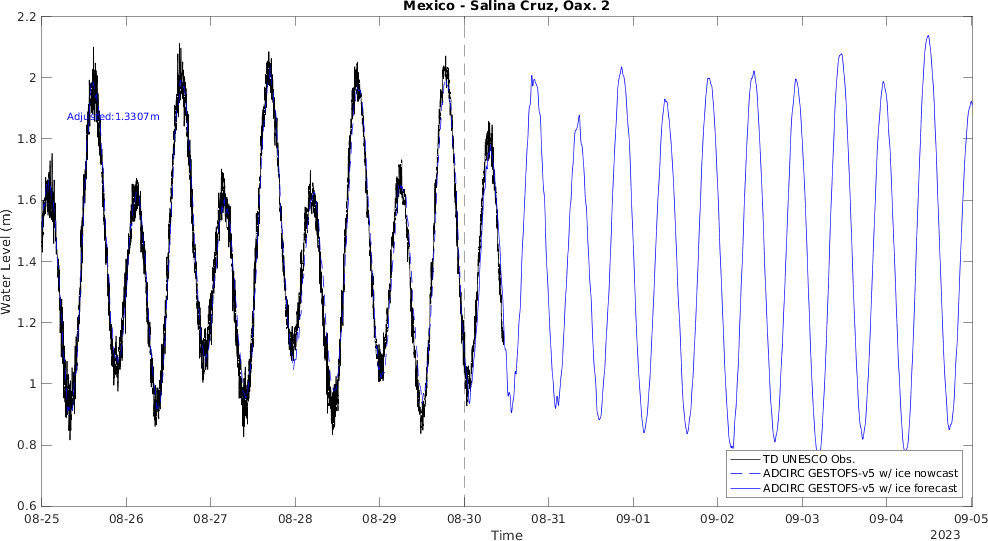 Mexico - Salina Cruz, Oax. 2
2.2
2
1.8
1.6
1.4
1.2
1
0.8
0.6
Water Level (m)
Adjusted:1.3307m
TD UNESCO Obs.
ADCIRC GESTOFS-v5 w/ ice nowcast
ADCIRC GESTOFS-v5 w/ ice forecast
08-25 08-26 08-27 08-28 08-29 08-30 08-31 09-01 09-02 09-03 09-04 09-05
Time
2023